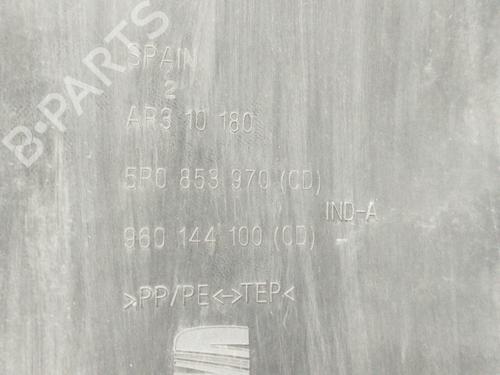 SPAIN
2
AR3 10 180
5P0 853 970 (CD)
IND-A
960 144 100 (CD)
>PP/PE<->TEP<
B-PARTS